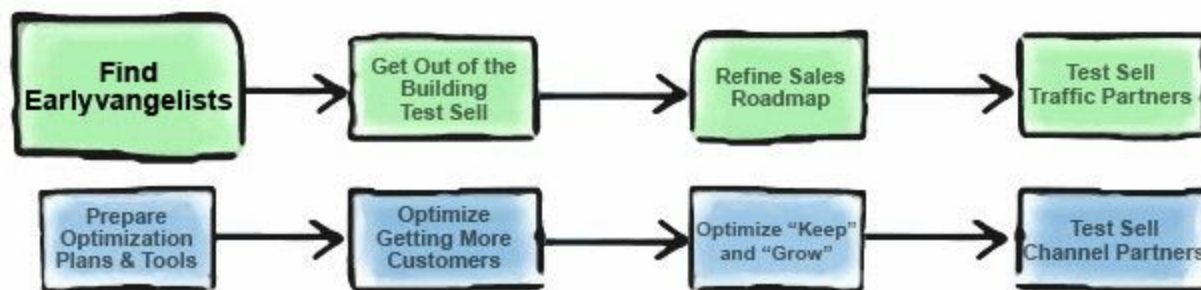 Find
Earlyvangelists
Get Out of the
Building
Test Sell
Refine Sales
Roadmap
Test Sell
Traffic Partners
Prepare
Optimization
Plans & Tools
Optimize
Getting More
Customers
Optimize “Keep”
and “Grow”
Test Sell
Channel Partners